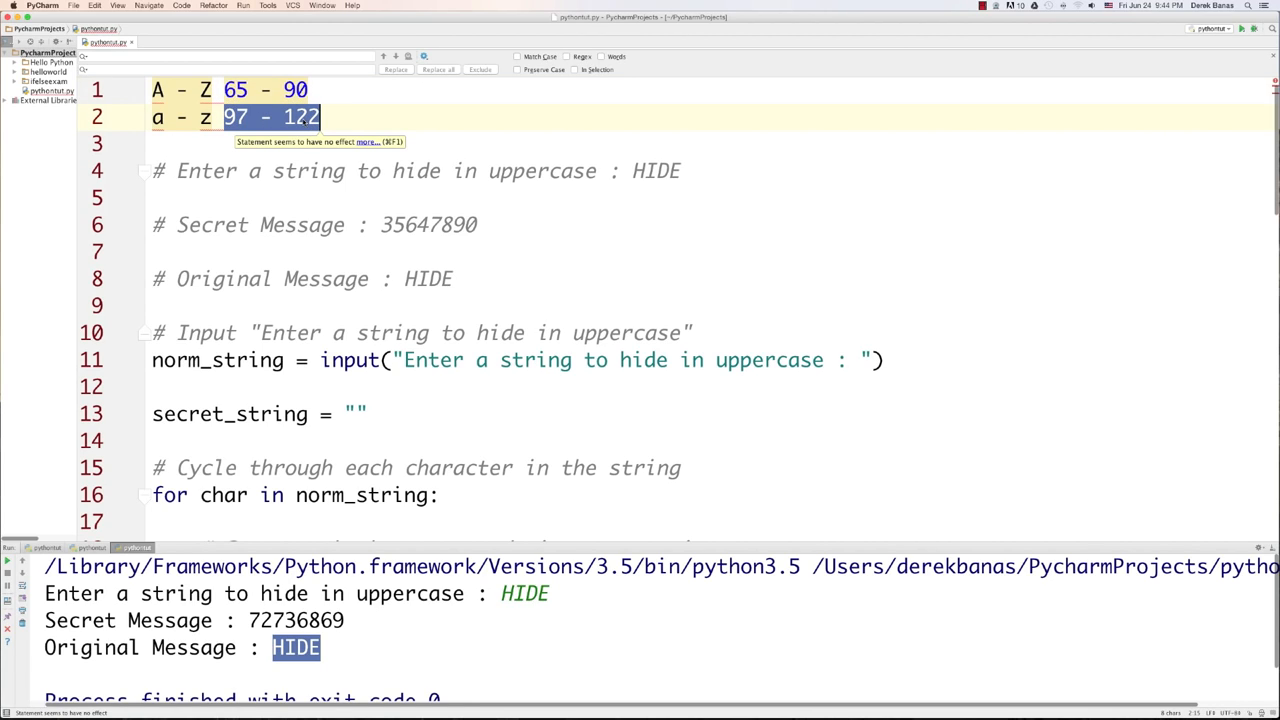 PyCharm File Edit View Navigate Code Refactor Run Tools VCS Window Help Fri Jun 24 9:44 PM Derek Banas
pythontut.py - PyCharmProjects - [~/PycharmProjects]
PycharmProjects pythontut.py pythontut
pythontut.py
PycharmProject
Hello Python
helloworld
ifelseexam
pythontut.py
External Librarie
Match Case Regex Words
Replace Replace all Exclude Preserve Case In Selection
1 A - Z 65 - 90
2 a - z 97 - 122
Statement seems to have no effect more... (⌘F1)
3
4 # Enter a string to hide in uppercase : HIDE
5
6 # Secret Message : 35647890
7
8 # Original Message : HIDE
9
10 # Input "Enter a string to hide in uppercase"
11 norm_string = input("Enter a string to hide in uppercase : ")
12
13 secret_string = ""
14
15 # Cycle through each character in the string
16 for char in norm_string:
17
Run: pythontut pythontut pythontut
/Library/Frameworks/Python.framework/Versions/3.5/bin/python3.5 /Users/derekbanas/PycharmProjects/pytho
Enter a string to hide in uppercase : HIDE
Secret Message : 72736869
Original Message : HIDE
Process finished with exit code 0
Statement seems to have no effect 8 chars 2:15 LF÷ UTF-8÷